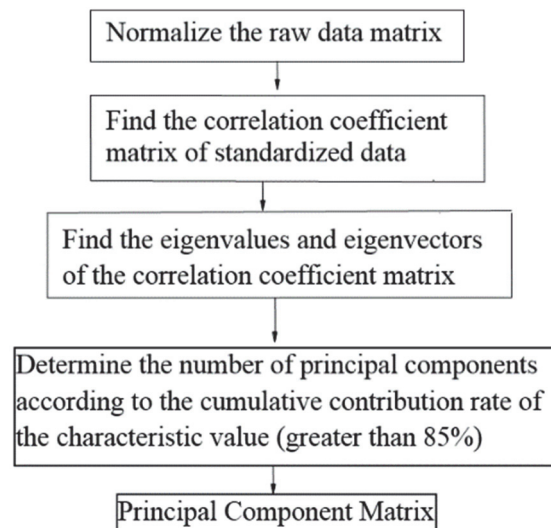 Normalize the raw data matrix
Find the correlation coefficient
matrix of standardized data
Find the eigenvalues and eigenvectors
of the correlation coefficient matrix
Determine the number of principal components
according to the cumulative contribution rate of
the characteristic value (greater than 85%)
Principal Component Matrix